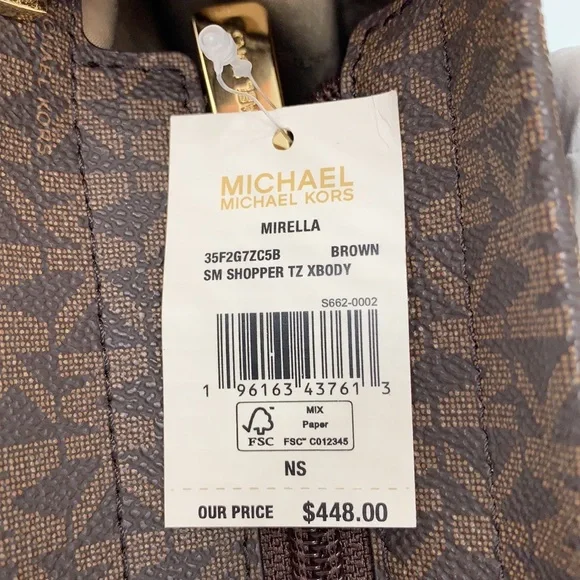 MICHAEL
MICHAEL KORS
MIRELLA
35F2G7ZC5B BROWN
SM SHOPPER TZ XBODY
S662-0002
1 96163 43761 3
MIX
Paper
FSC™ C012345
FSC
NS
OUR PRICE $448.00